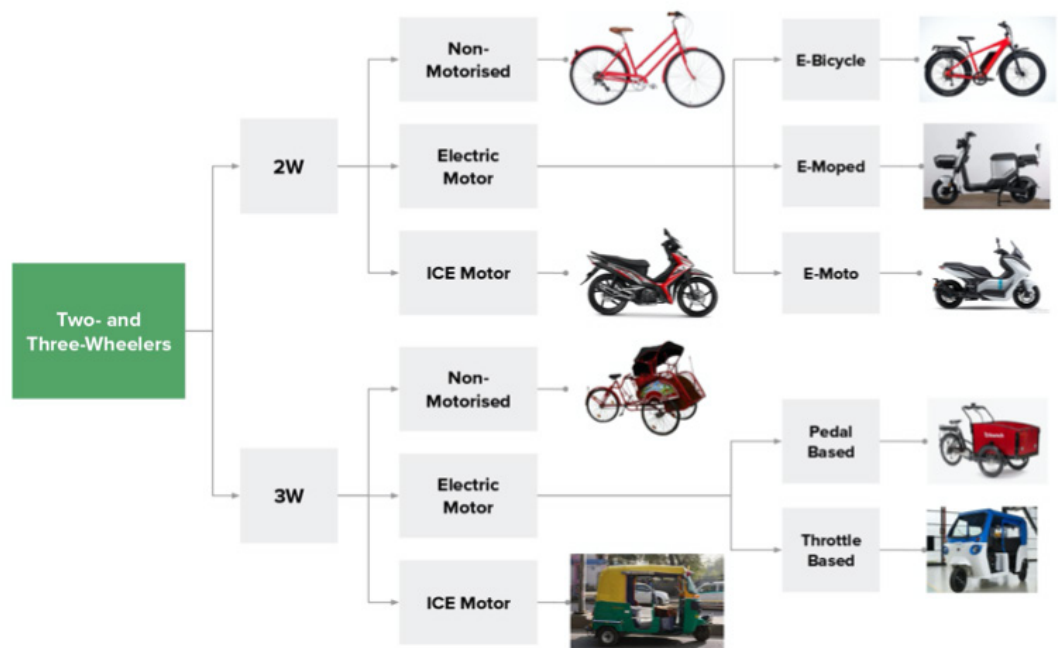 Non-
Motorised
E-Bicycle
2W
Electric
Motor
E-Moped
ICE Motor
E-Moto
Two- and
Three-Wheelers
Non-
Motorised
Pedal
Based
3W
Electric
Motor
Throttle
Based
ICE Motor